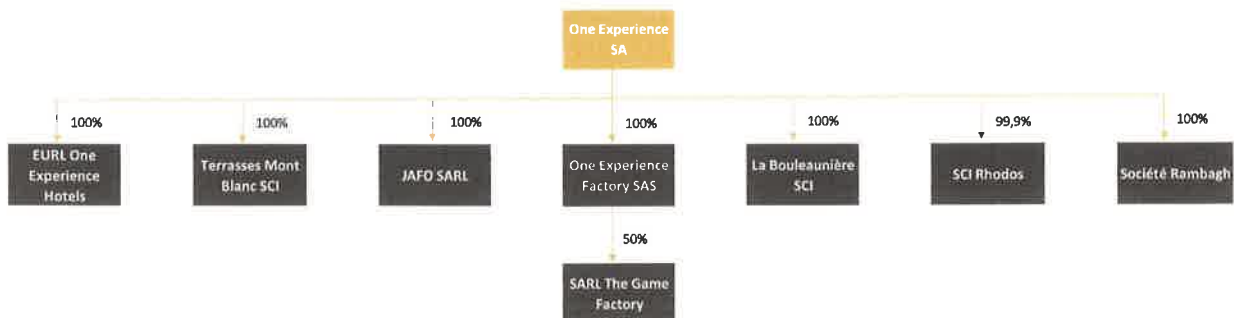 One Experience
SA
100%
100%
100%
100%
100%
99,9%
100%
EURL One
Experience
Hotels
Terrasses Mont
Blanc SCI
JAFO SARL
One Experience
Factory SAS
La Bouleaunière
SCI
SCI Rhodos
Société Rambagh
50%
SARL The Game
Factory